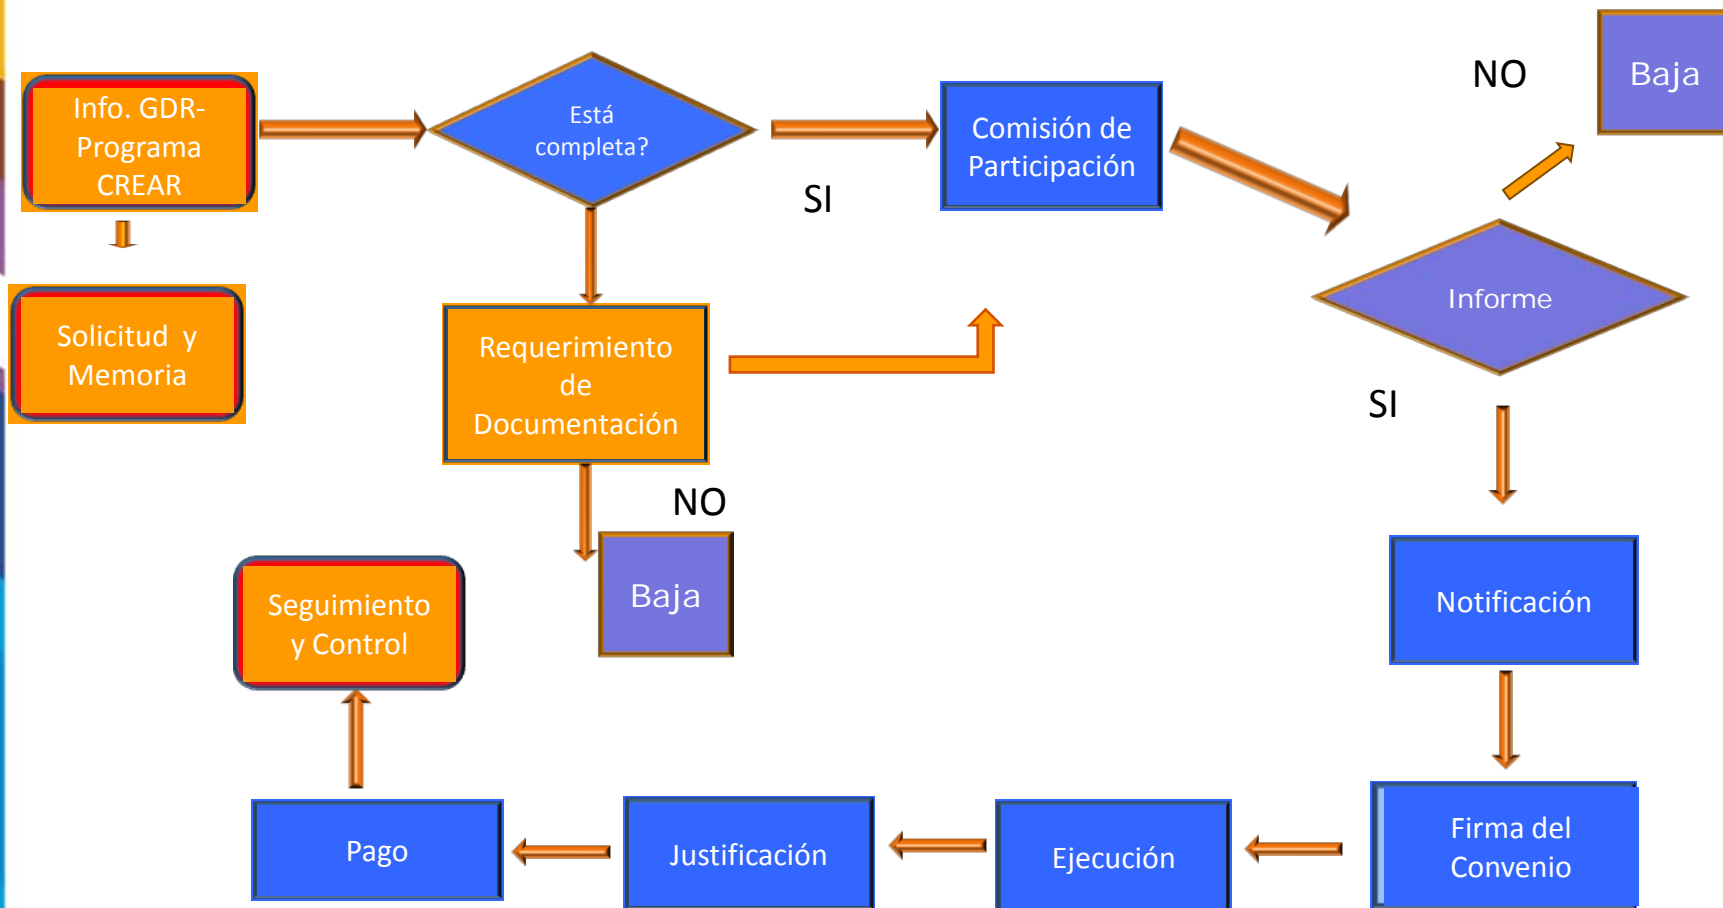 Info. GDR-
Programa
CREAR
Solicitud y
Memoria
Está
completa?
SI
Comisión de
Participación
NO
Baja
Informe
SI
Requerimiento
de
Documentación
NO
Baja
Notificación
Firma del
Convenio
Ejecución
Justificación
Pago
Seguimiento
y Control